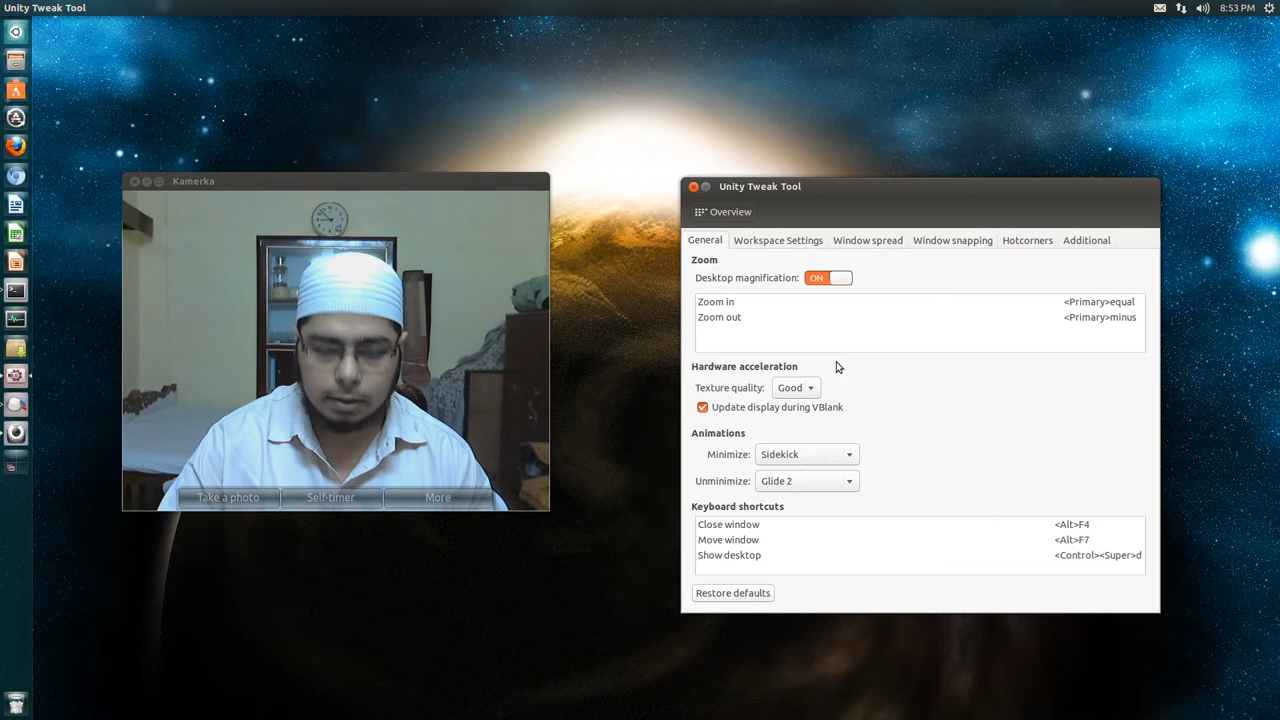 Unity Tweak Tool
8:53 PM
Kamerka
Take a photo
Self-timer
More
Unity Tweak Tool
Overview
General
Workspace Settings
Window spread
Window snapping
Hotcorners
Additional
Zoom
Desktop magnification: ON
Zoom in <Primary>equal
Zoom out <Primary>minus
Hardware acceleration
Texture quality: Good
Update display during VBlank
Animations
Minimize: Sidekick
Unminimize: Glide 2
Keyboard shortcuts
Close window <Alt>F4
Move window <Alt>F7
Show desktop <Control><Super>d
Restore defaults